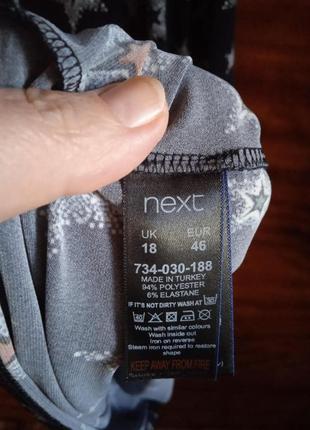 next
UK EUR
18 46
734-030-188
MADE IN TURKEY
94% POLYESTER
6% ELASTANE
IF IT'S NOT DIRTY WASH AT 30
Wash with similar colours
Wash inside out
Iron on reverse
Steam iron required to restore
shape
KEEP AWAY FROM FIRE